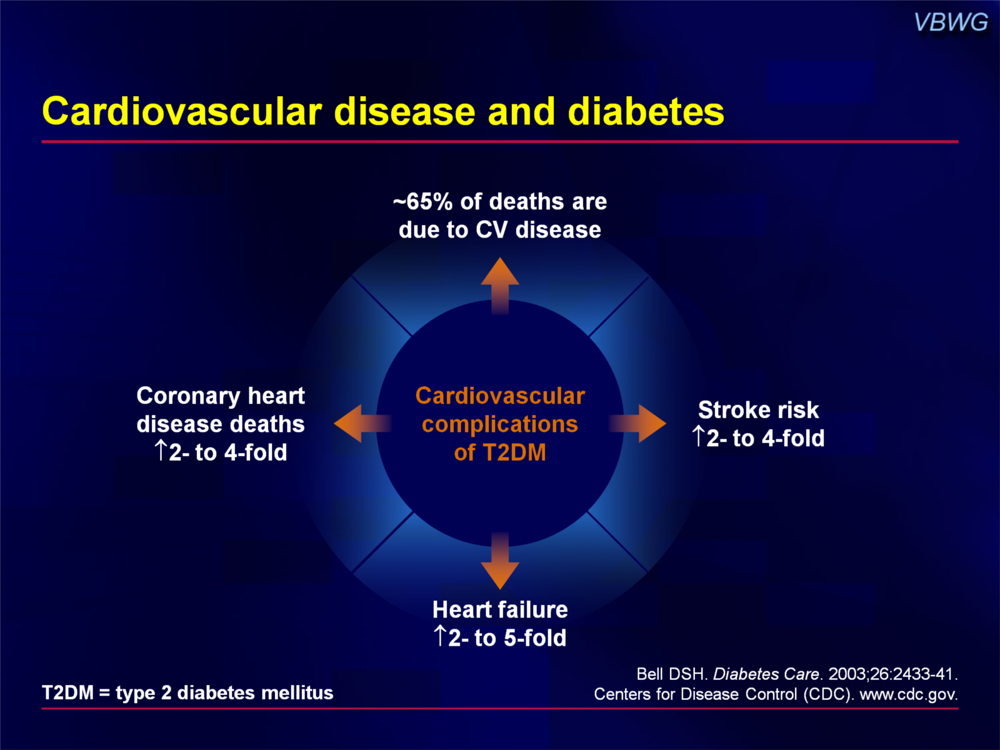 VBWG
Cardiovascular disease and diabetes
~65% of deaths are
due to CV disease
Coronary heart
disease deaths
↑2- to 4-fold
Cardiovascular
complications
of T2DM
Stroke risk
↑2- to 4-fold
Heart failure
↑2- to 5-fold
T2DM = type 2 diabetes mellitus
Bell DSH. Diabetes Care. 2003;26:2433-41.
Centers for Disease Control (CDC). www.cdc.gov.